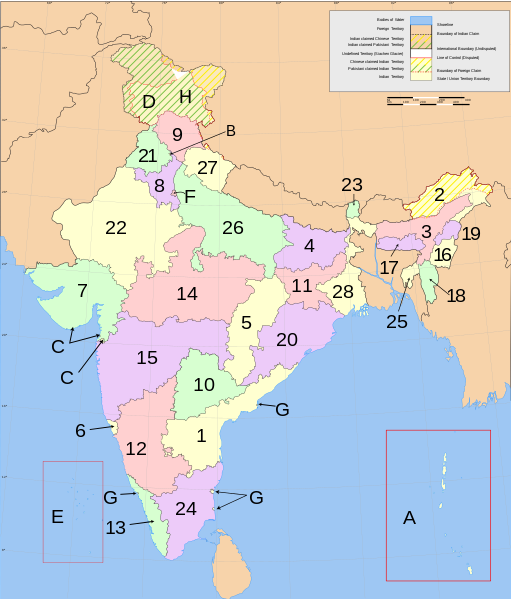 Bodies of Water
Shoreline
Foreign Territory
Boundary of Indian Claim
Indian claimed Chinese Territory
Indian claimed Pakistani Territory
International Boundary (Undisputed)
Undefined Territory (Siachen Glacier)
Line of Control (Disputed)
Chinese claimed Indian Territory
Pakistani claimed Indian Territory
Boundary of Foreign Claim
Indian Territory
State / Union Territory Boundary
D
H
9
B
21
27
8
F
23
2
22
26
3
19
4
16
17
7
14
11
28
18
5
25
C
15
20
C
10
G
6
1
12
G
G
E
24
A
13